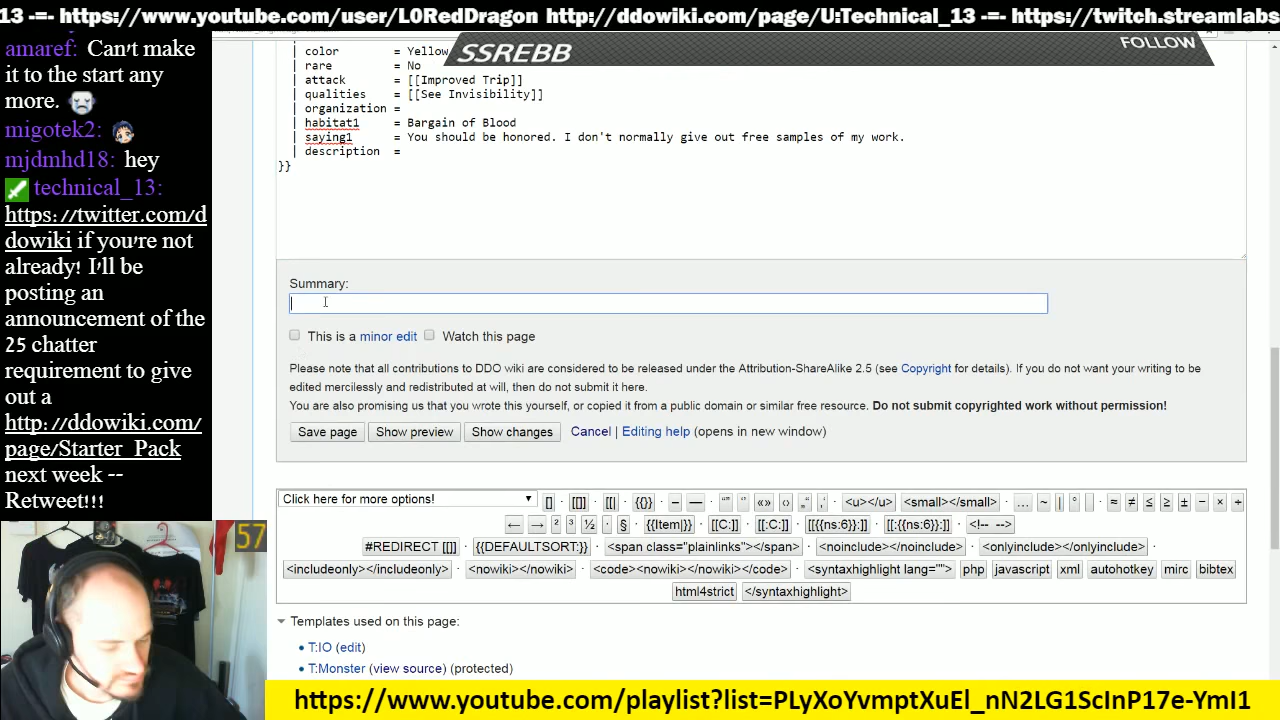 13 -=- https://www.youtube.com/user/L0RedDragon http://ddowiki.com/page/U:Technical_13 -=- https://twitch.streamlabs
amaref: Can't make
it to the start any
more.
migotek2:
mjdmhd18: hey
technical_13:
https://twitter.com/d
dowiki if you're not
already! I'll be
posting an
announcement of the
25 chatter
requirement to give
out a
http://ddowiki.com/
page/Starter_Pack
next week --
Retweet!!!
57
SSREBB
FOLLOW
| color = Yellow
| rare = No
| attack = [[Improved Trip]]
| qualities = [[See Invisibility]]
| organization =
| habitat1 = Bargain of Blood
| saying1 = You should be honored. I don't normally give out free samples of my work.
| description =
}}
Summary:
This is a minor edit Watch this page
Please note that all contributions to DDO wiki are considered to be released under the Attribution-ShareAlike 2.5 (see Copyright for details). If you do not want your writing to be
edited mercilessly and redistributed at will, then do not submit it here.
You are also promising us that you wrote this yourself, or copied it from a public domain or similar free resource. Do not submit copyrighted work without permission!
Save page Show preview Show changes Cancel | Editing help (opens in new window)
Click here for more options! [] · [[]] · [[| · {{}} · – · — · “” · ‘’ · «» · ‹› · „“ · ‚‘ · <u></u> · <small></small> · … · ~ · | · ° · · ≈ · ≠ · ≤ · ≥ · ± · − · × · ÷
· ← · → · ² · ³ · ½ · · · § · {{Item|}} · [[C:]] · [[:C:]] · [[{{ns:6}}:]] · [[:{{ns:6}}:]] · <!-- -->
#REDIRECT [[]] · {{DEFAULTSORT:}} · <span class="plainlinks"></span> · <noinclude></noinclude> · <onlyinclude></onlyinclude> ·
<includeonly></includeonly> · <nowiki></nowiki> · <code><nowiki></nowiki></code> · <syntaxhighlight lang=""> php javascript xml autohotkey mirc bibtex
html4strict </syntaxhighlight>
Templates used on this page:
• T:IO (edit)
• T:Monster (view source) (protected)
https://www.youtube.com/playlist?list=PLyXoYvmptXuEl_nN2LG1ScInP17e-YmI1